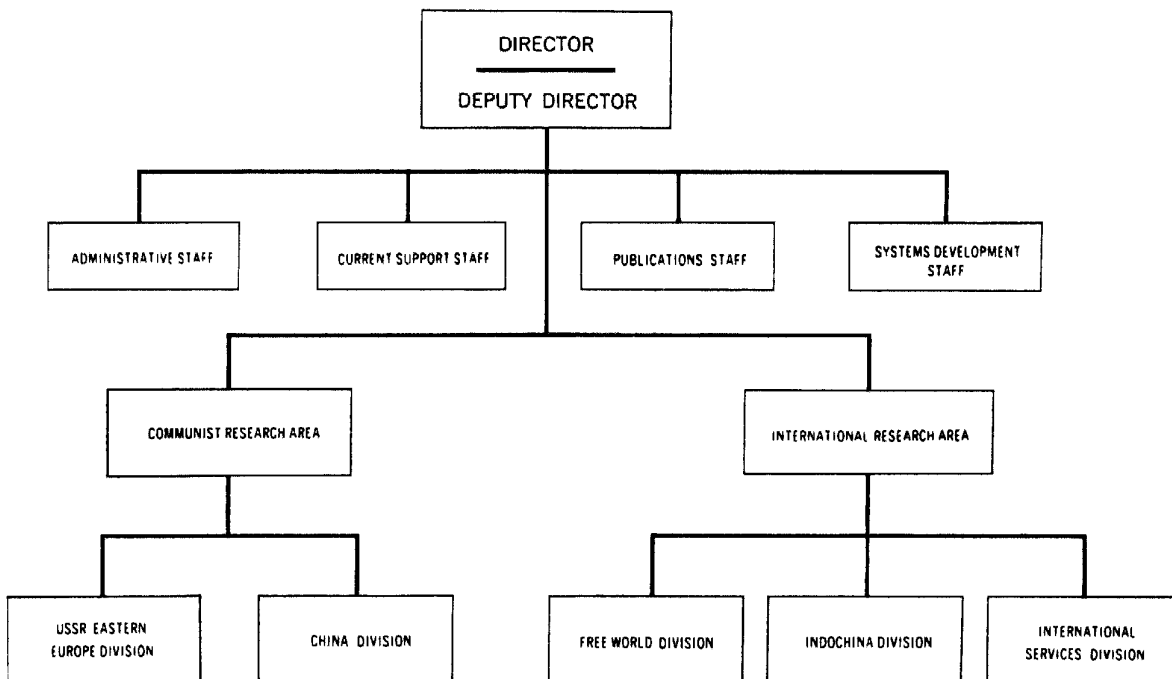 DIRECTOR
DEPUTY DIRECTOR
ADMINISTRATIVE STAFF
CURRENT SUPPORT STAFF
PUBLICATIONS STAFF
SYSTEMS DEVELOPMENT
STAFF
COMMUNIST RESEARCH AREA
INTERNATIONAL RESEARCH AREA
USSR EASTERN
EUROPE DIVISION
CHINA DIVISION
FREE WORLD DIVISION
INDOCHINA DIVISION
INTERNATIONAL
SERVICES DIVISION